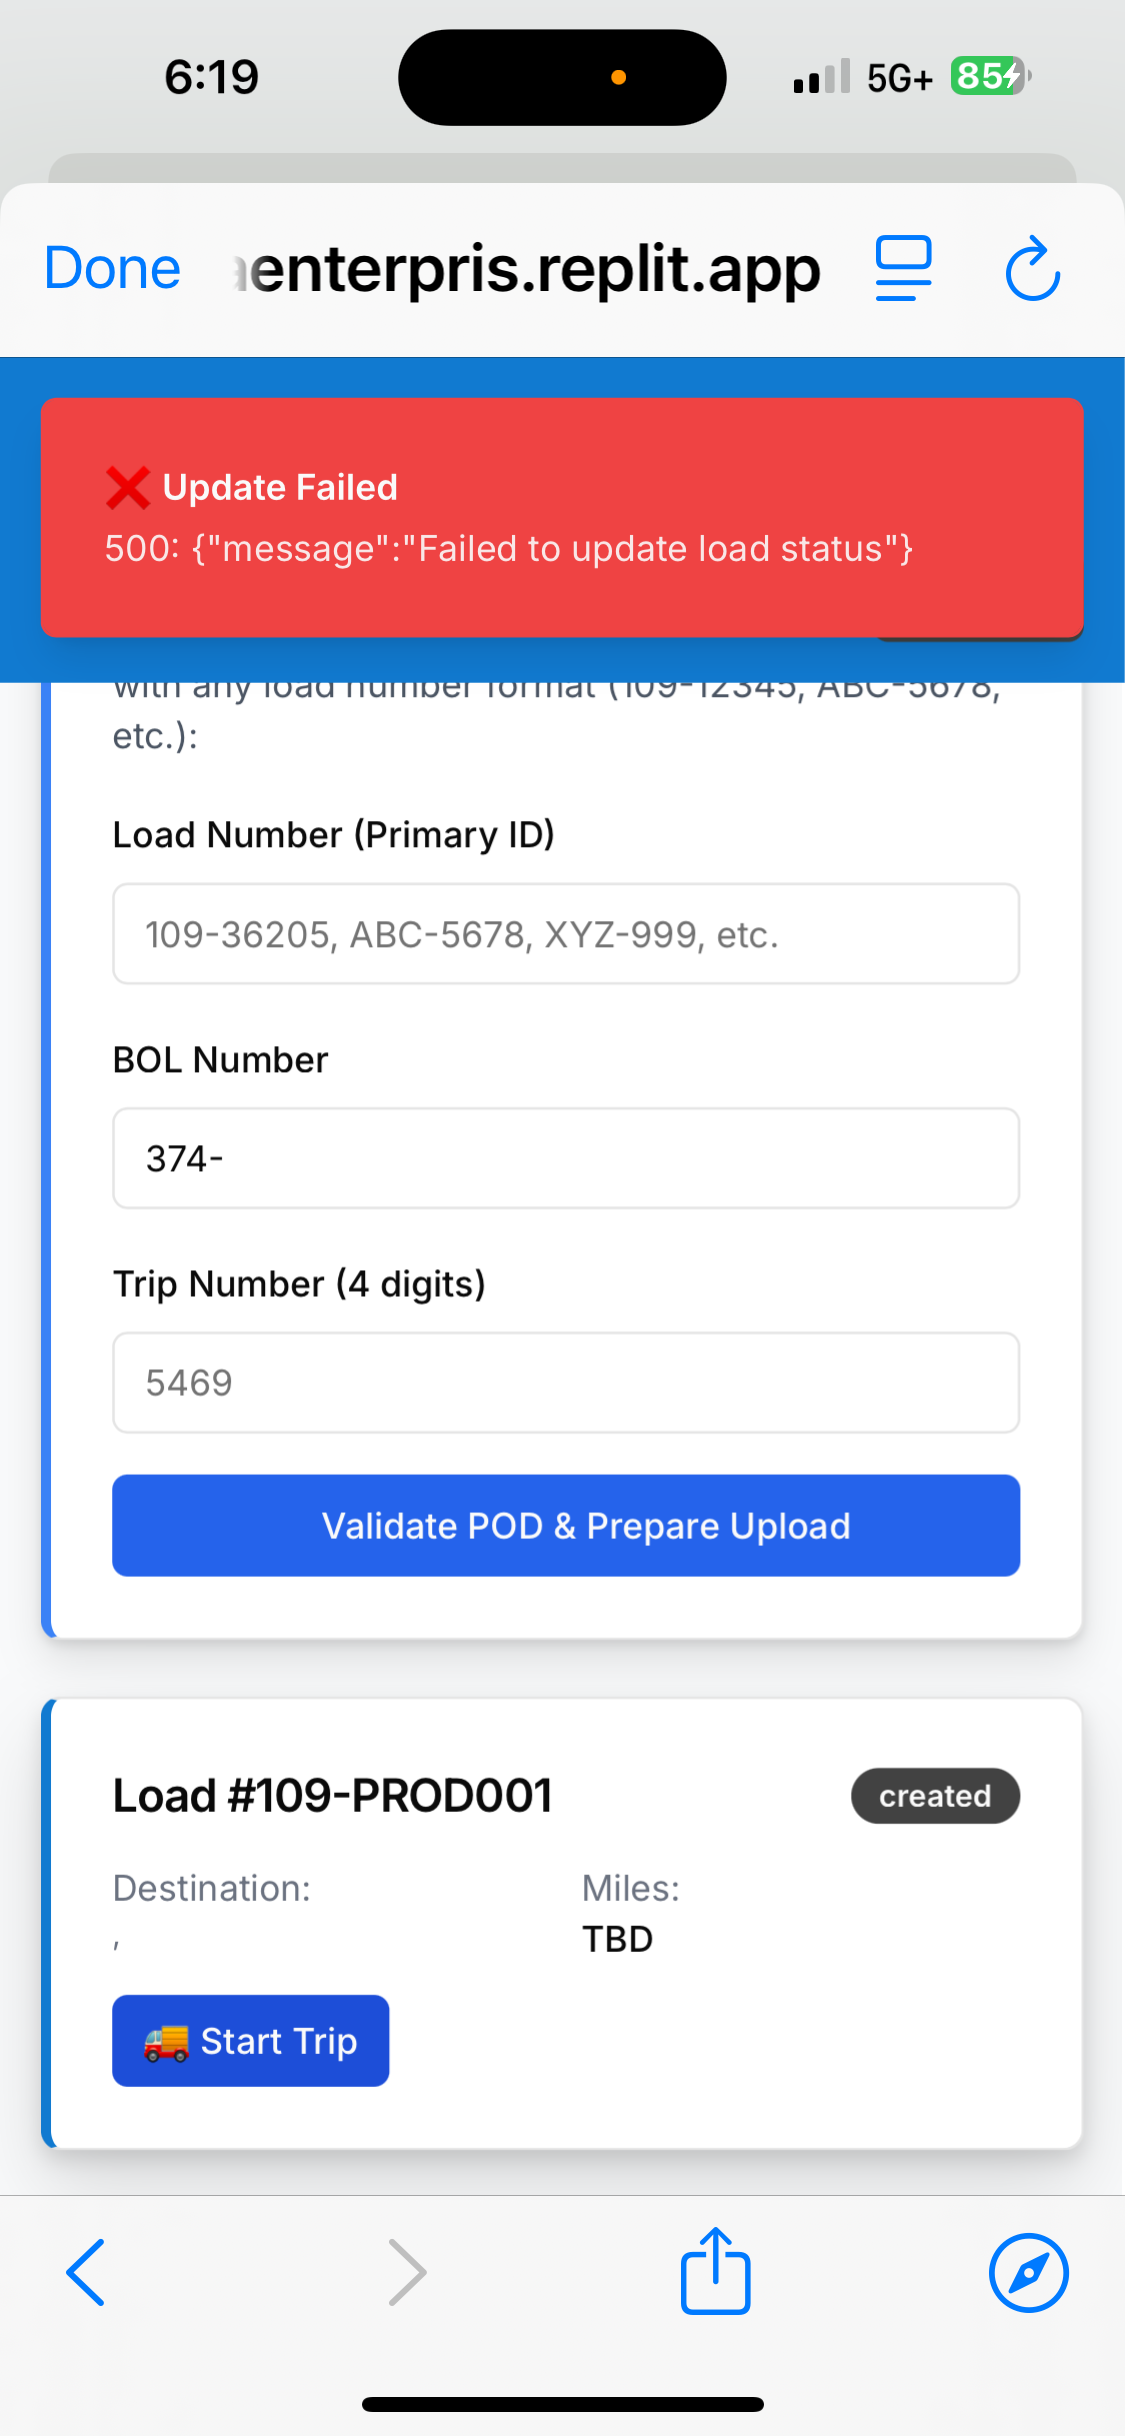 6:19
5G+
85
Done
enterpris.replit.app
❌ Update Failed
500: {"message":"Failed to update load status"}
with any load number format (109-12345, ABC-5678,
etc.):
Load Number (Primary ID)
109-36205, ABC-5678, XYZ-999, etc.
BOL Number
374-
Trip Number (4 digits)
5469
Validate POD & Prepare Upload
Load #109-PROD001
created
Destination:
Miles:
,
TBD
🚚 Start Trip